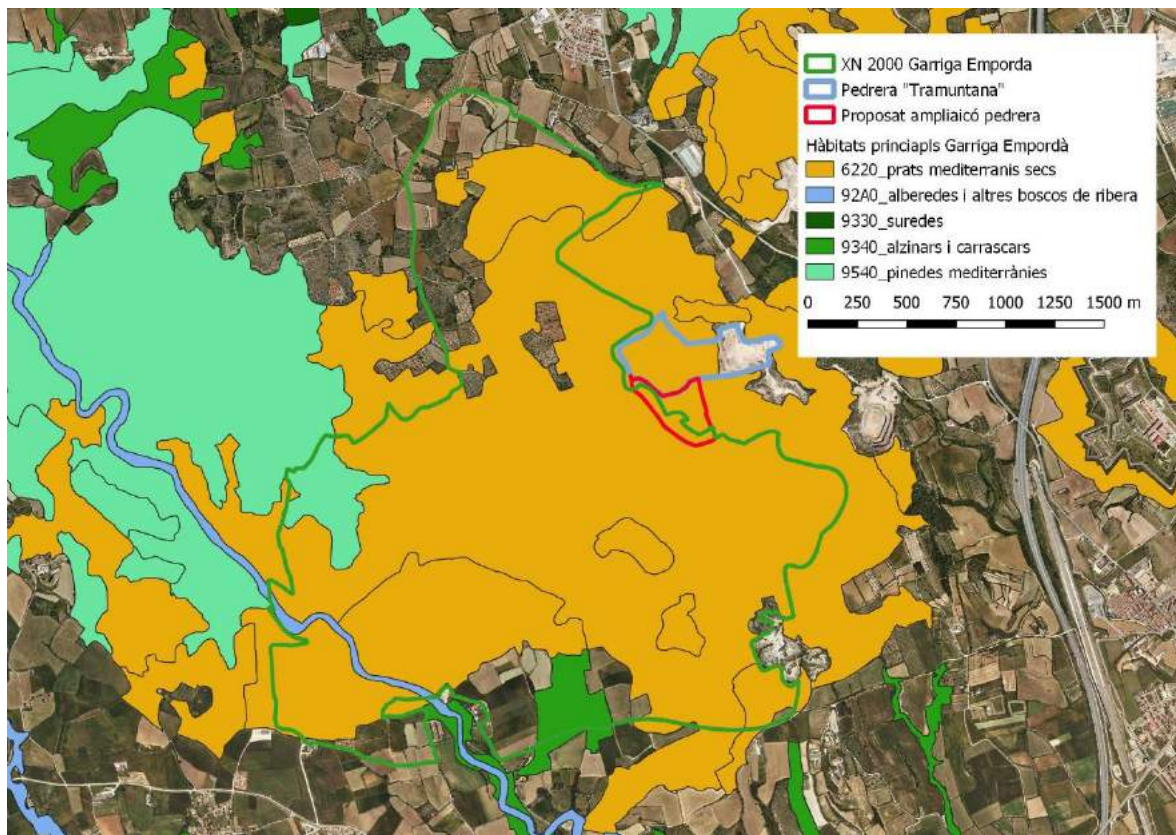 XN 2000 Garriga Emporda
Pedrera "Tramuntana"
Proposat ampliaicó pedrera
Hàbitats princiapls Garriga Empordà
6220_prats mediterranis secs
92A0_alberedes i altres boscos de ribera
9330_suredes
9340_alzinars i carrascars
9540_pinedes mediterrànies
0 250 500 750 1000 1250 1500 m